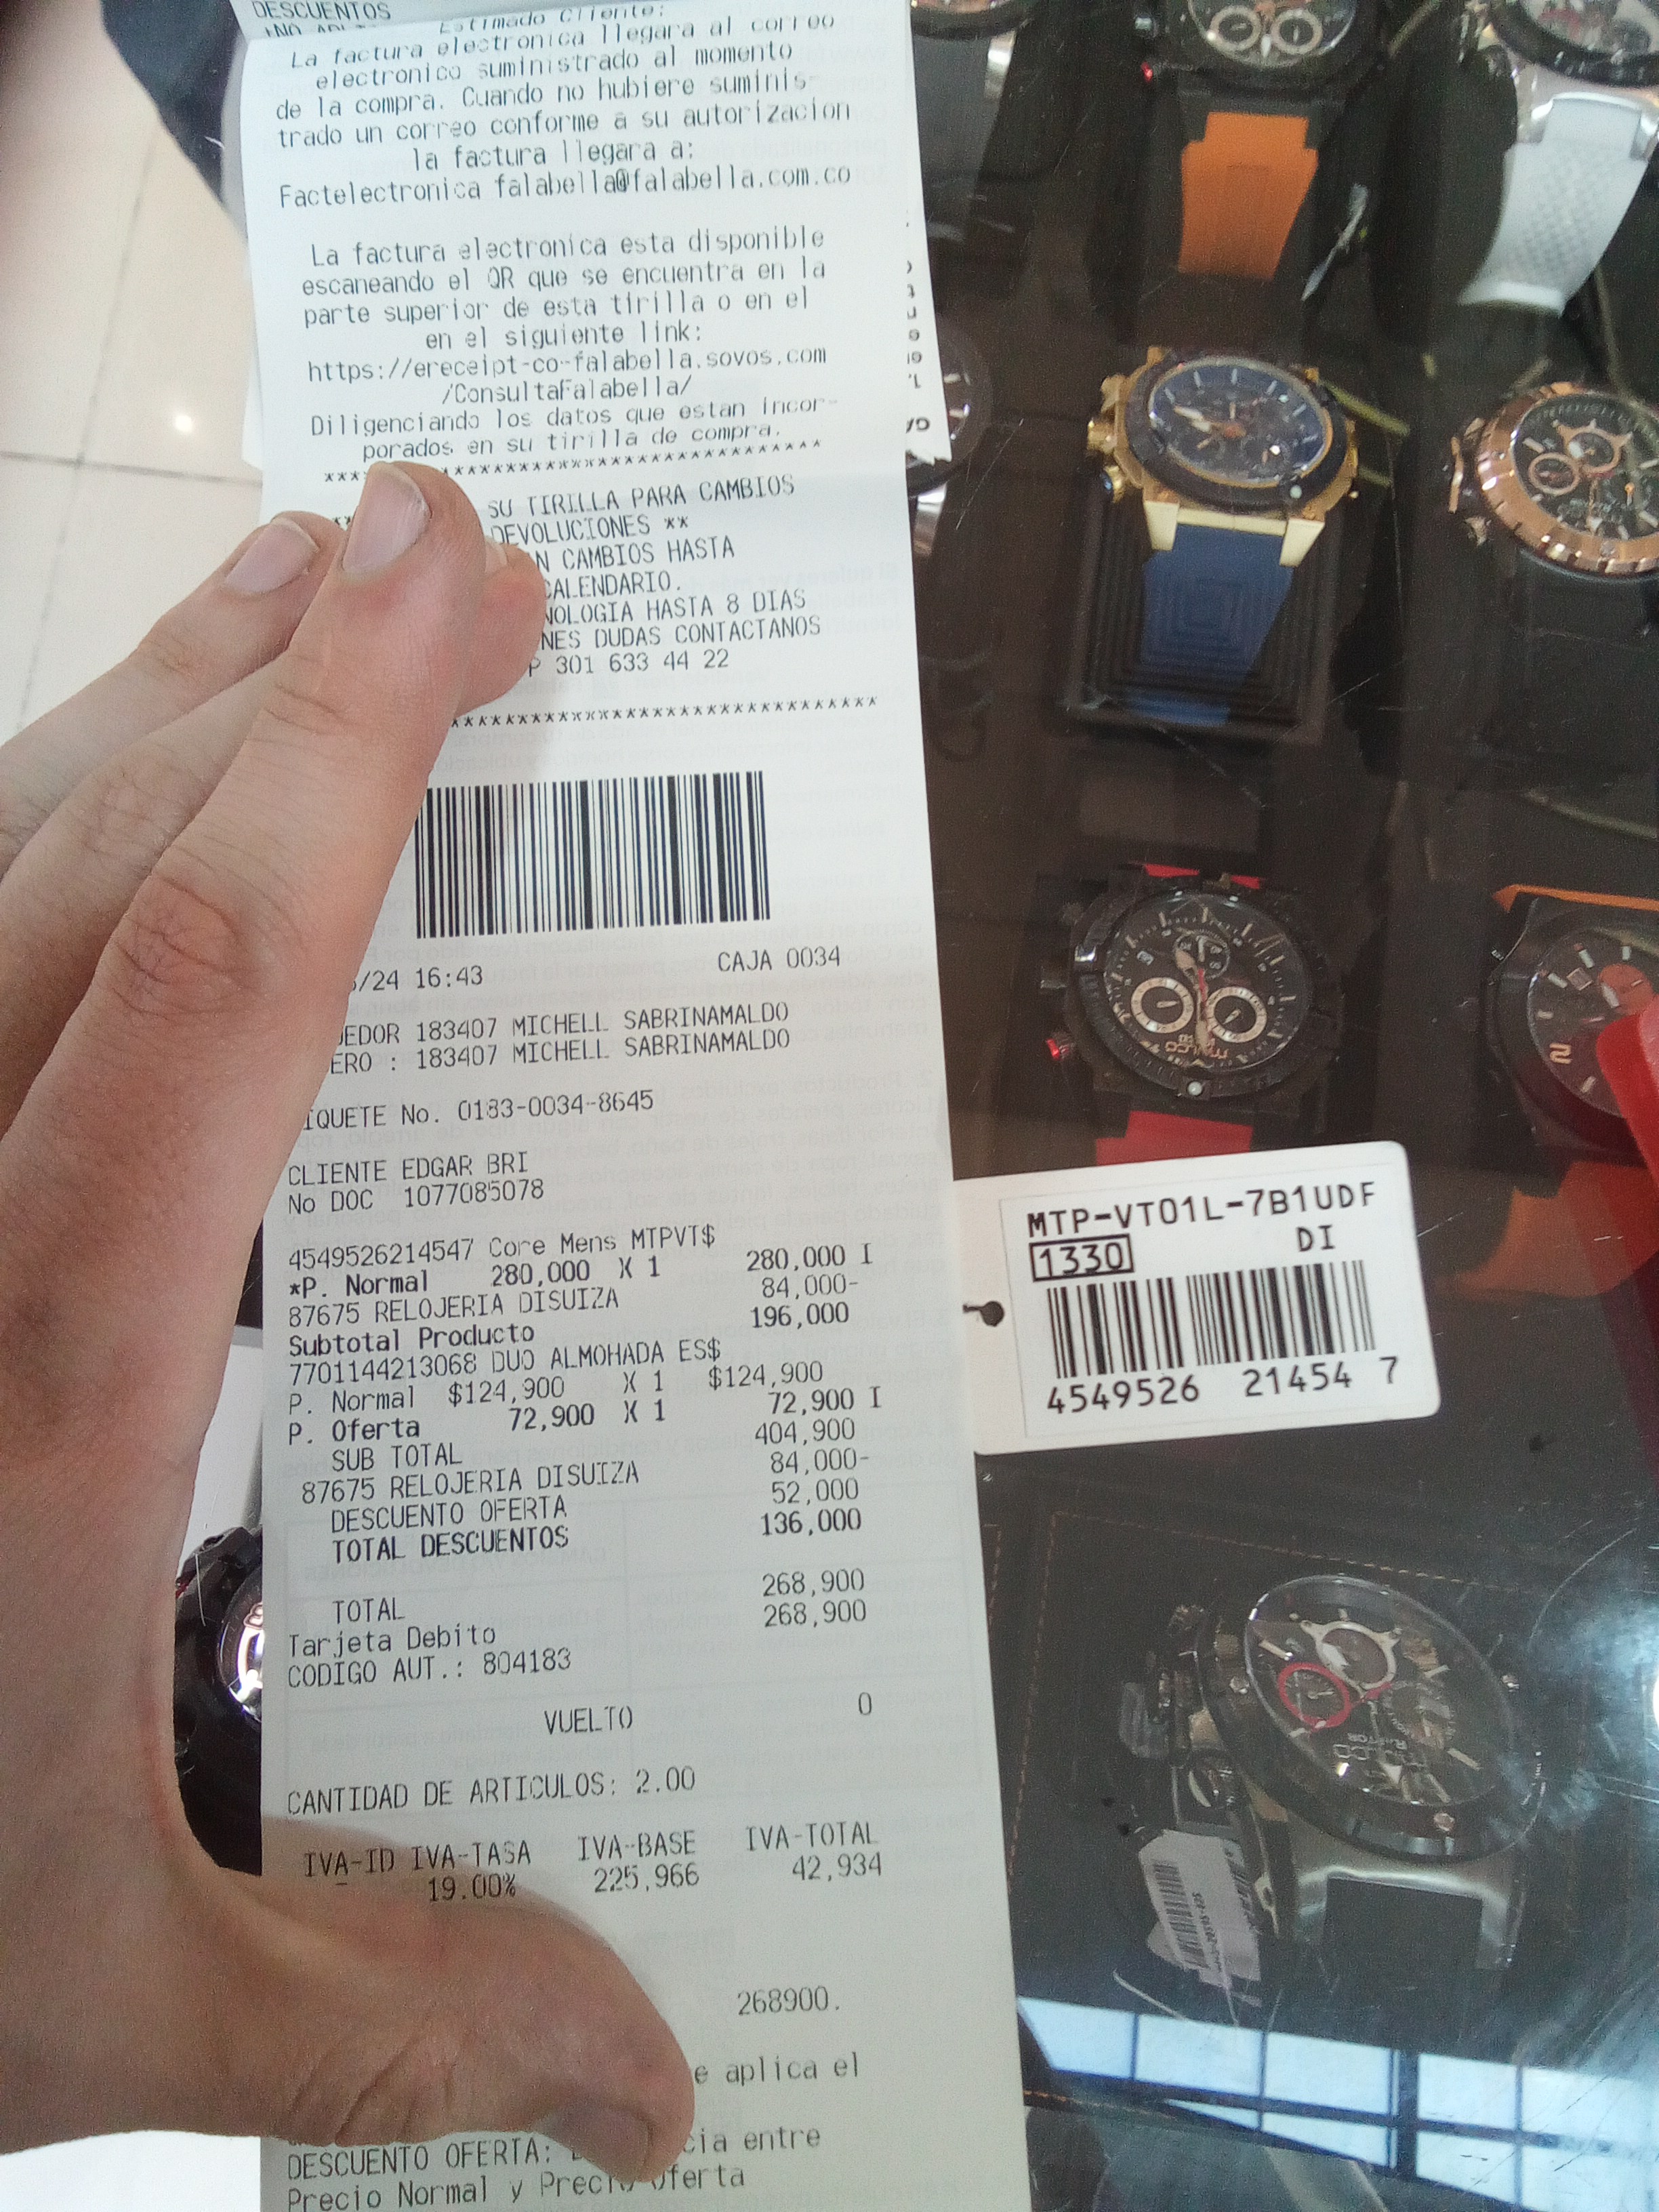 DESCUENTOS
Estimado Cliente:
La factura electronica llegara al correo
electronico suministrado al momento
de la compra. Cuando no hubiere suminis-
trado un correo conforme a su autorizacion
la factura llegara a:
Factelectronica falabella@falabella.com.co
La factura electronica esta disponible
escaneando el QR que se encuentra en la
parte superior de esta tirilla o en el
en el siguiente link:
https://ereceipt-co-falabella.sovos.com
/ConsultaFalabella/
Diligenciando los datos que estan incor-
porados en su tirilla de compra.
SU TIRILLA PARA CAMBIOS
DEVOLUCIONES **
CAMBIOS HASTA
CALENDARIO.
HASTA 8 DIAS
DUDAS CONTACTANOS
301 633 44 22
/24 16:43 CAJA 0034
183407 MICHELL SABRINAMALDO
: 183407 MICHELL SABRINAMALDO
IQUETE No. 0183-0034-8645
CLIENTE EDGAR BRI
No DOC 1077085078
4549526214547 Core Mens MTPVT$
*P. Normal 280,000 X 1 280,000 I
87675 RELOJERIA DISUIZA 84,000-
Subtotal Producto 196,000
7701144213068 DUO ALMOHADA ES$
P. Normal $124,900 X 1 $124,900
P. Oferta 72,900 X 1 72,900 I
SUB TOTAL 404,900
87675 RELOJERIA DISUIZA 84,000-
DESCUENTO OFERTA 52,000
TOTAL DESCUENTOS 136,000
TOTAL 268,900
Tarjeta Debito 268,900
CODIGO AUT.: 804183
VUELTO 0
CANTIDAD DE ARTICULOS: 2.00
IVA-ID IVA-TASA IVA-BASE IVA-TOTAL
19.00% 225,966 42,934
268900.
aplica el
DESCUENTO OFERTA: entre
Precio Normal y Precio Oferta
MTP-VT01L-7B1UDF
1330 DI
4549526 21454 7